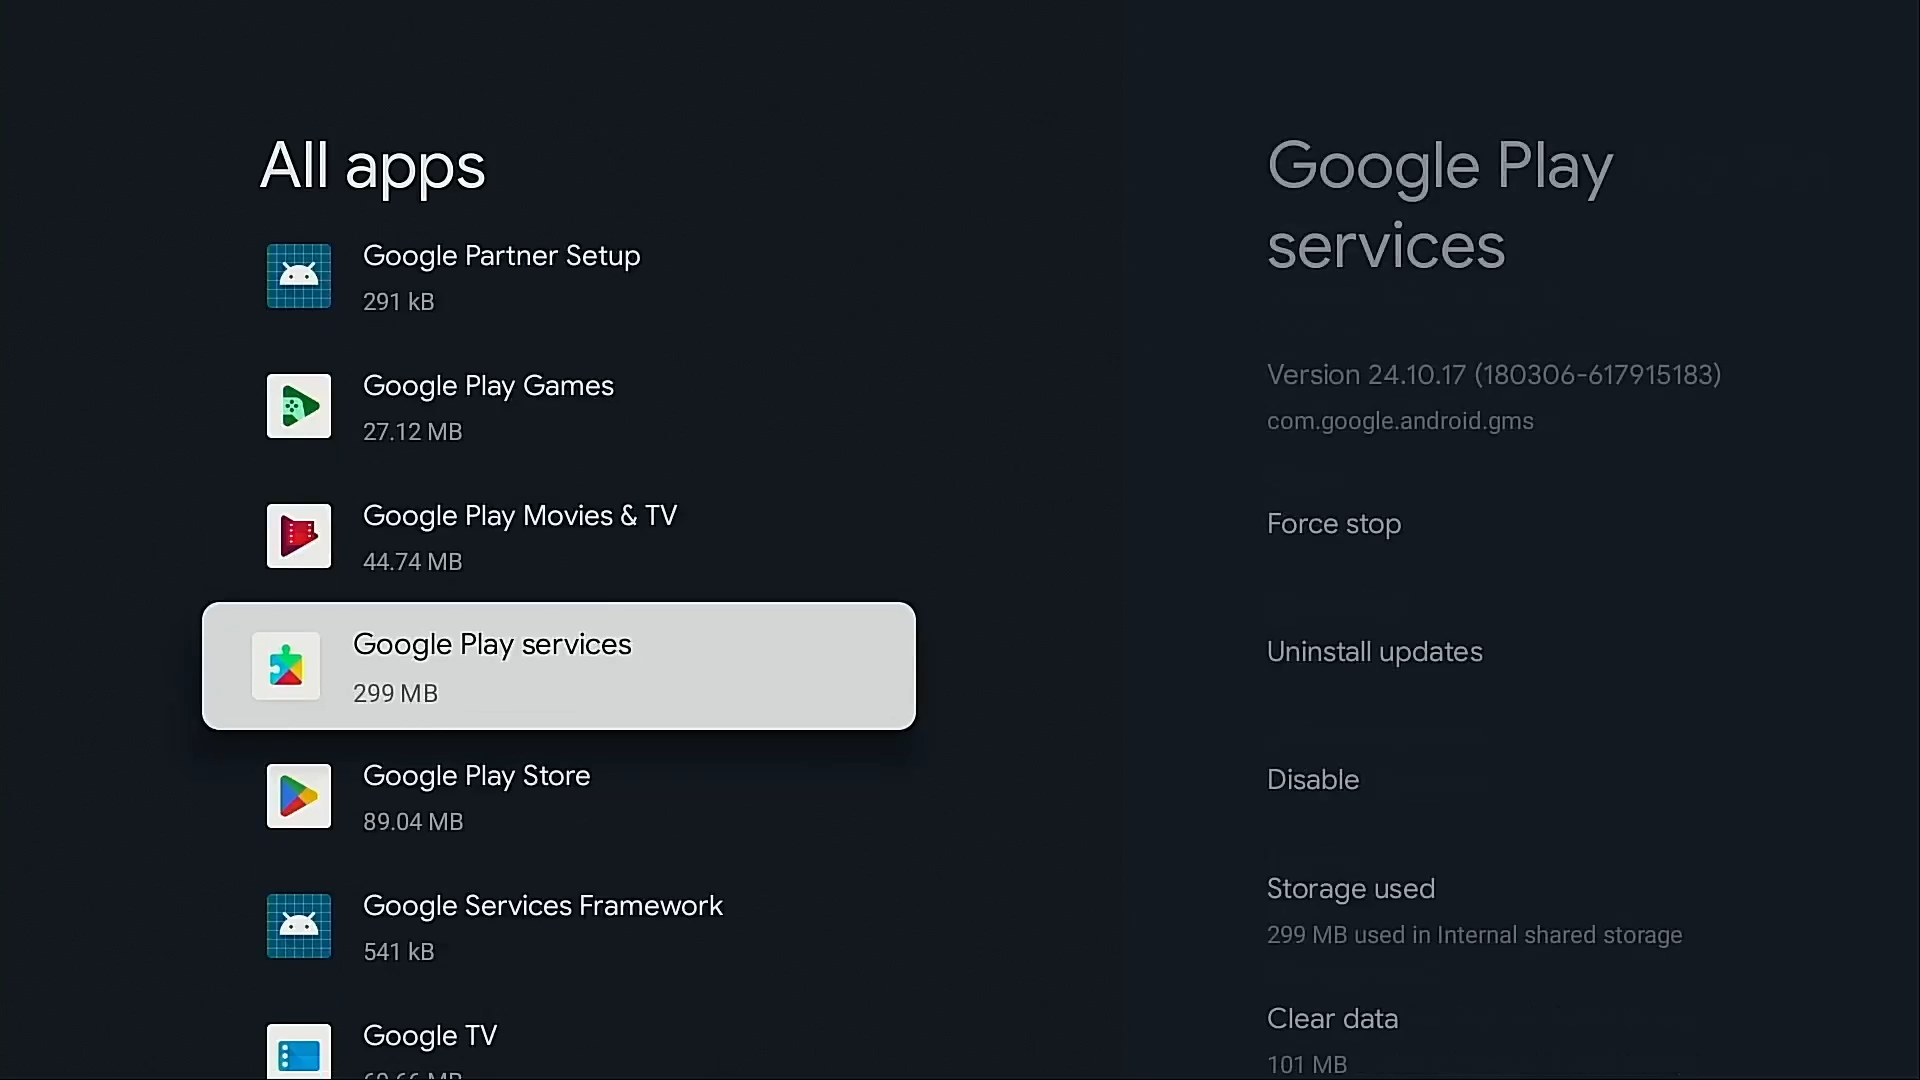 All apps
Google Partner Setup
291 kB
Google Play Games
27.12 MB
Google Play Movies & TV
44.74 MB
Google Play services
299 MB
Google Play Store
89.04 MB
Google Services Framework
541 kB
Google TV
Google Play
services
Version 24.10.17 (180306-617915183)
com.google.android.gms
Force stop
Uninstall updates
Disable
Storage used
299 MB used in Internal shared storage
Clear data
101 MB